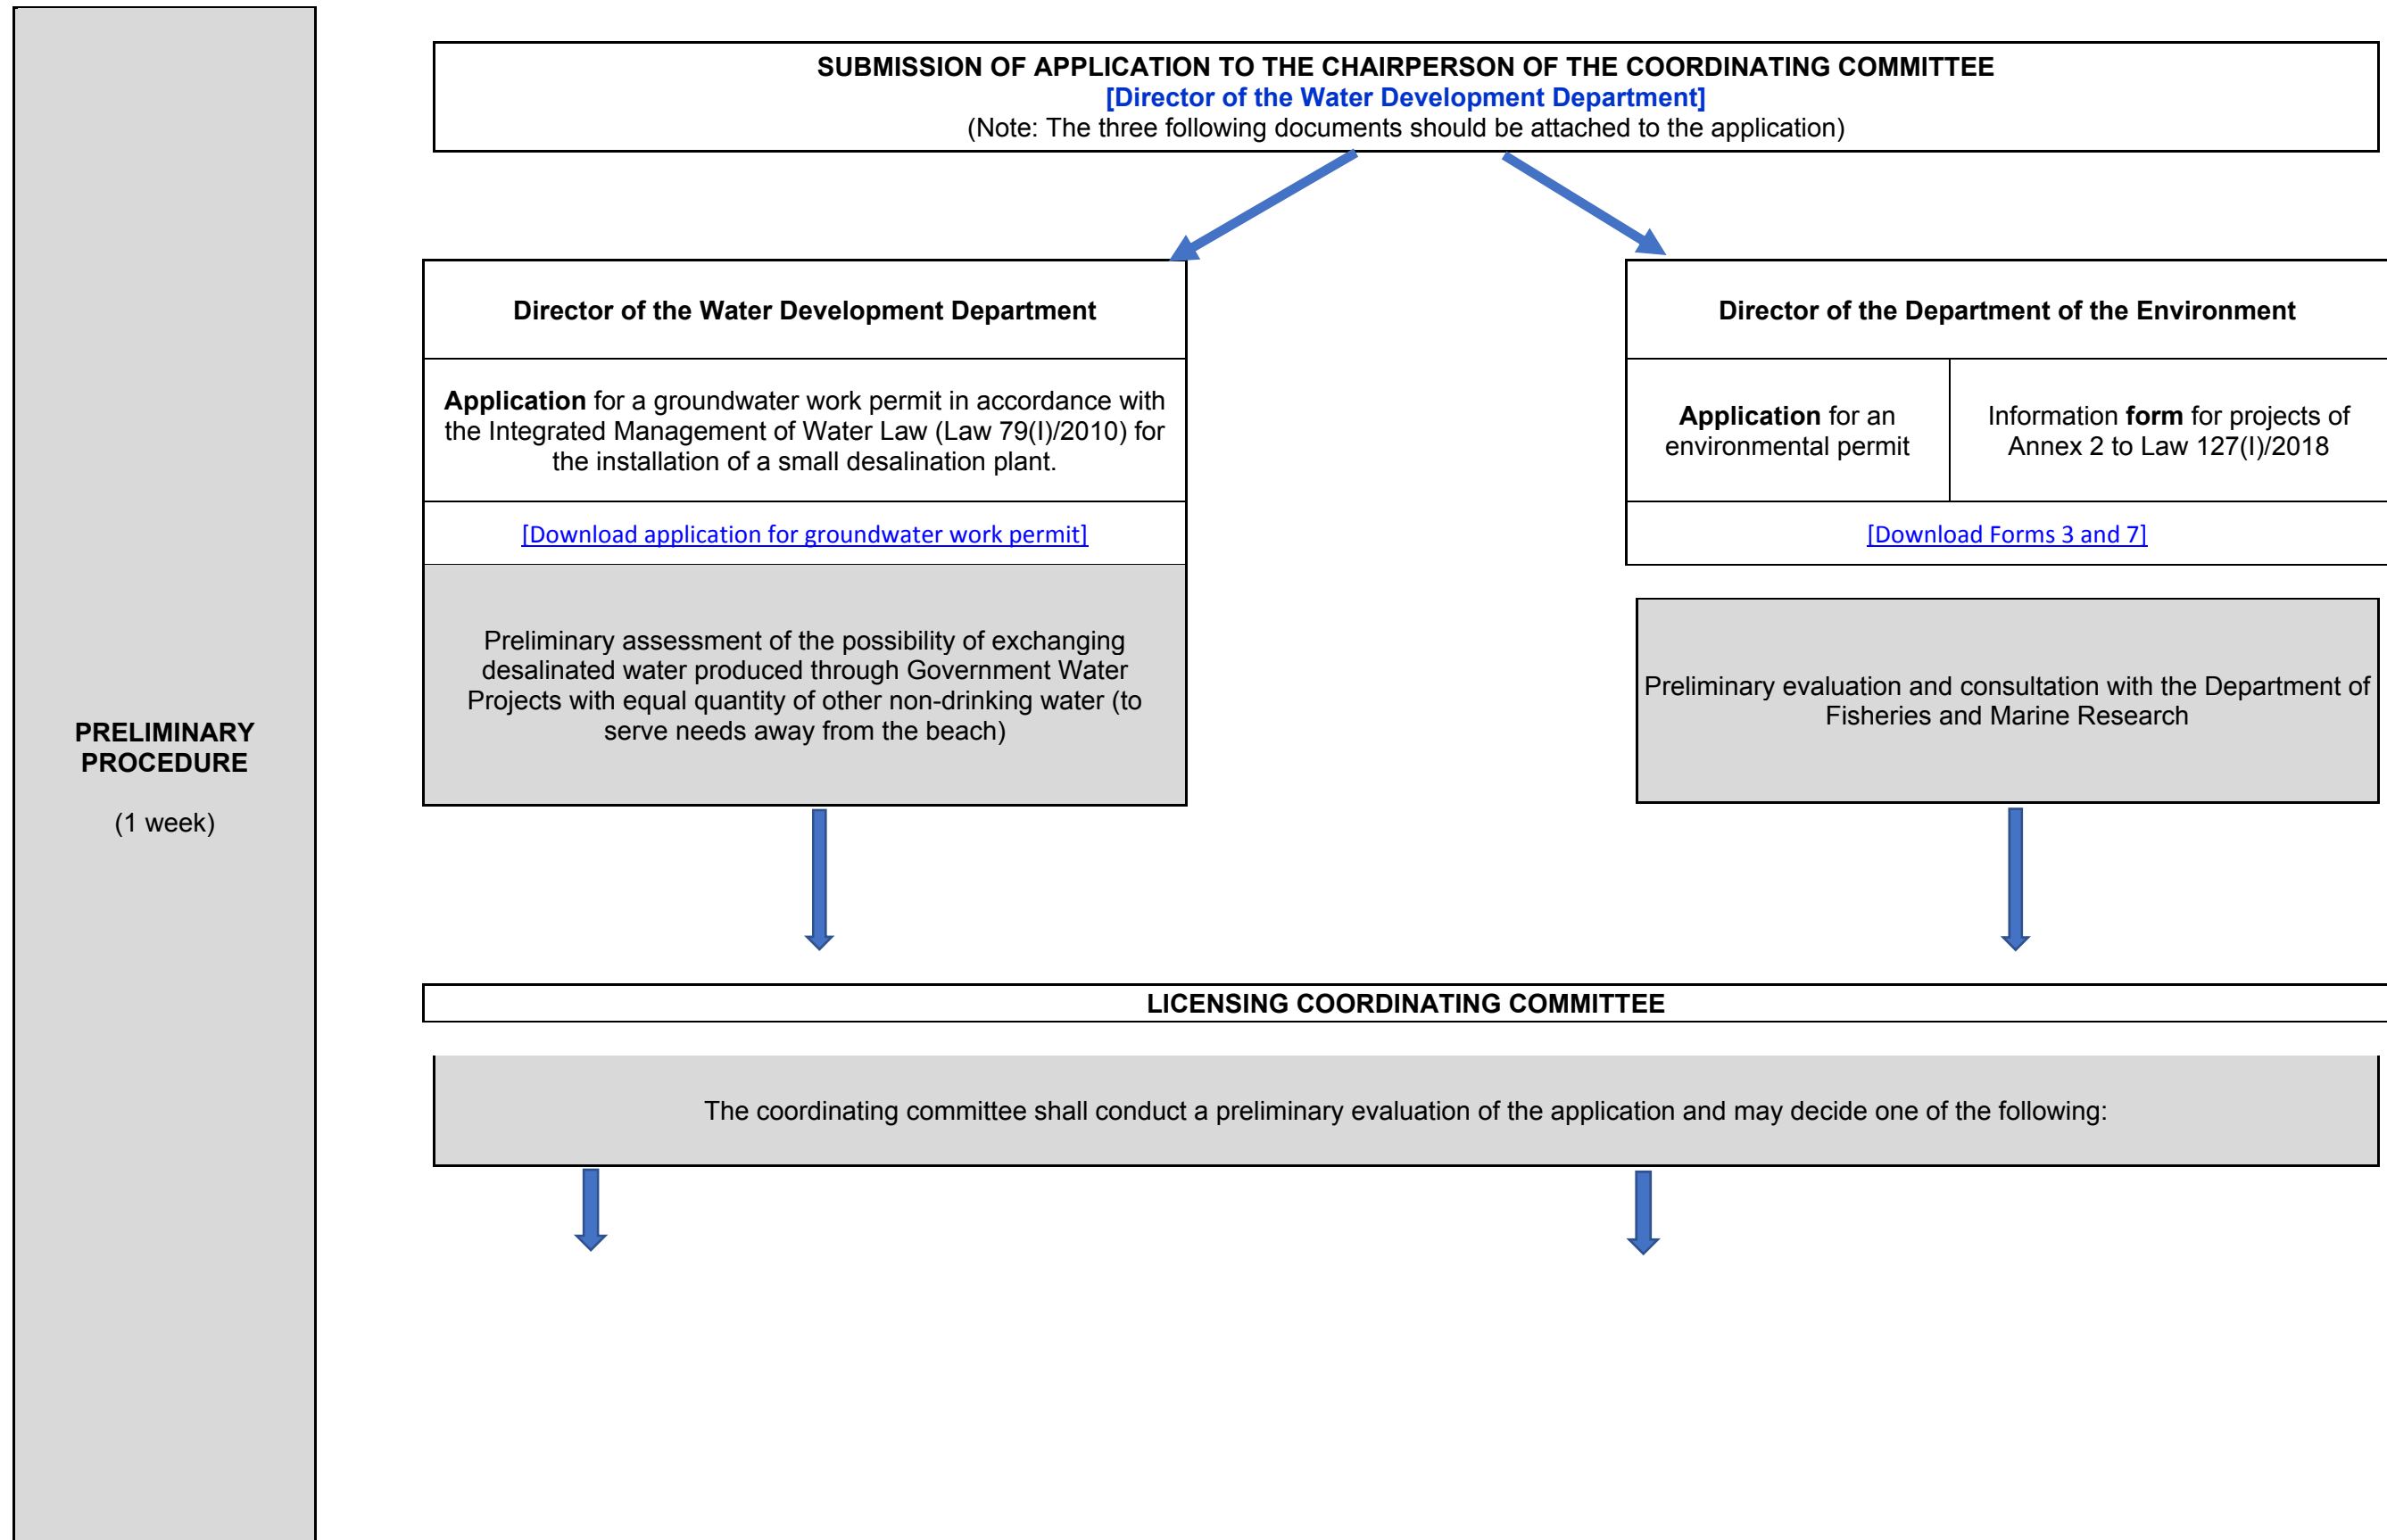 SUBMISSION OF APPLICATION TO THE CHAIRPERSON OF THE COORDINATING COMMITTEE
[Director of the Water Development Department]
(Note: The three following documents should be attached to the application)
Director of the Water Development Department
Application for a groundwater work permit in accordance with
the Integrated Management of Water Law (Law 79(I)/2010) for
the installation of a small desalination plant.
[Download application for groundwater work permit]
Preliminary assessment of the possibility of exchanging
desalinated water produced through Government Water
Projects with equal quantity of other non-drinking water (to
serve needs away from the beach)
Director of the Department of the Environment
Application for an
environmental permit
Information form for projects of
Annex 2 to Law 127(I)/2018
[Download Forms 3 and 7]
Preliminary evaluation and consultation with the Department of
Fisheries and Marine Research
PRELIMINARY
PROCEDURE
(1 week)
LICENSING COORDINATING COMMITTEE
The coordinating committee shall conduct a preliminary evaluation of the application and may decide one of the following: